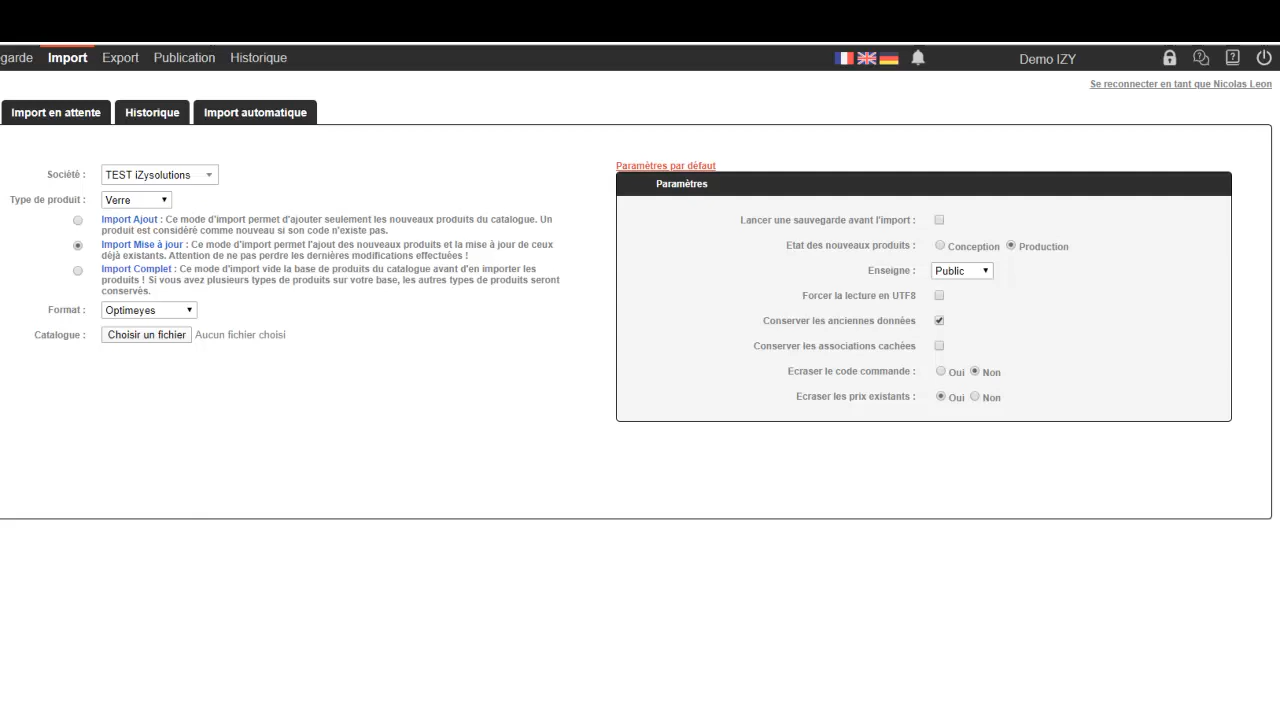 garde Import Export Publication Historique Demo IZY
Se reconnecter en tant que Nicolas Leon
Import en attente Historique Import automatique
Société : TEST iZysolutions
Type de produit : Verre
Import Ajout : Ce mode d'import permet d'ajouter seulement les nouveaux produits du catalogue. Un
produit est considéré comme nouveau si son code n'existe pas.
Import Mise à jour : Ce mode d'import permet l'ajout des nouveaux produits et la mise à jour de ceux
déjà existants. Attention de ne pas perdre les dernières modifications effectuées !
Import Complet : Ce mode d'import vide la base de produits du catalogue avant d'en importer les
produits ! Si vous avez plusieurs types de produits sur votre base, les autres types de produits seront
conservés.
Format : Optimeyes
Catalogue : Choisir un fichier Aucun fichier choisi
Paramètres par défaut
Paramètres
Lancer une sauvegarde avant l'import :
Etat des nouveaux produits : Conception Production
Enseigne : Public
Forcer la lecture en UTF8
Conserver les anciennes données
Conserver les associations cachées
Ecraser le code commande : Oui Non
Ecraser les prix existants : Oui Non